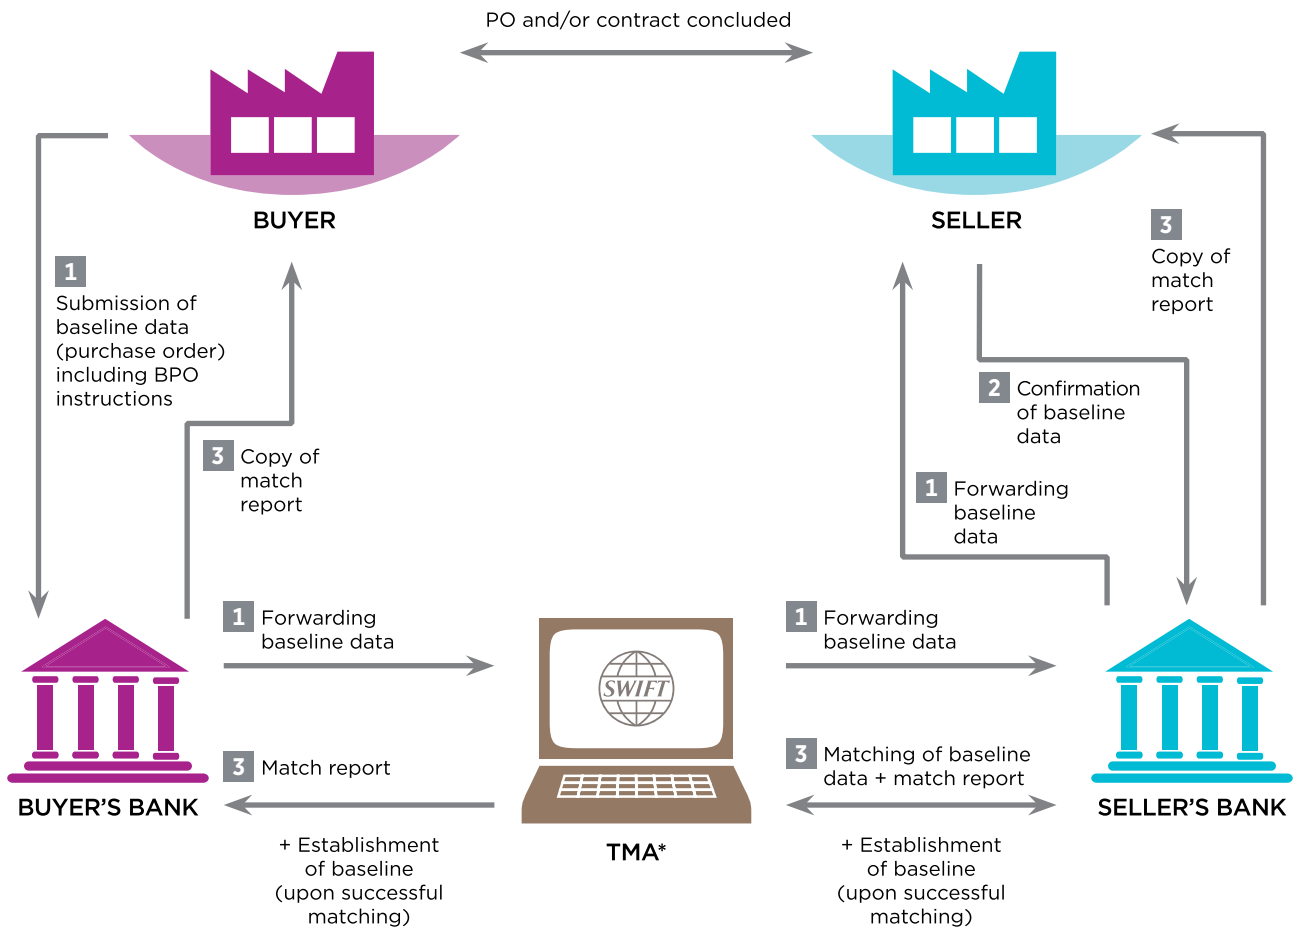 PO and/or contract concluded
BUYER
SELLER
1
Submission of
baseline data
(purchase order)
including BPO
instructions
3
Copy of
match
report
3
Copy of
match
report
2
Confirmation
of baseline
data
1
Forwarding
baseline
data
1
Forwarding
baseline data
SWIFT
1
Forwarding
baseline data
3
Match report
3
Matching of baseline
data + match report
BUYER'S BANK
+ Establishment
of baseline
(upon successful
matching)
TMA*
+ Establishment
of baseline
(upon successful
matching)
SELLER'S BANK